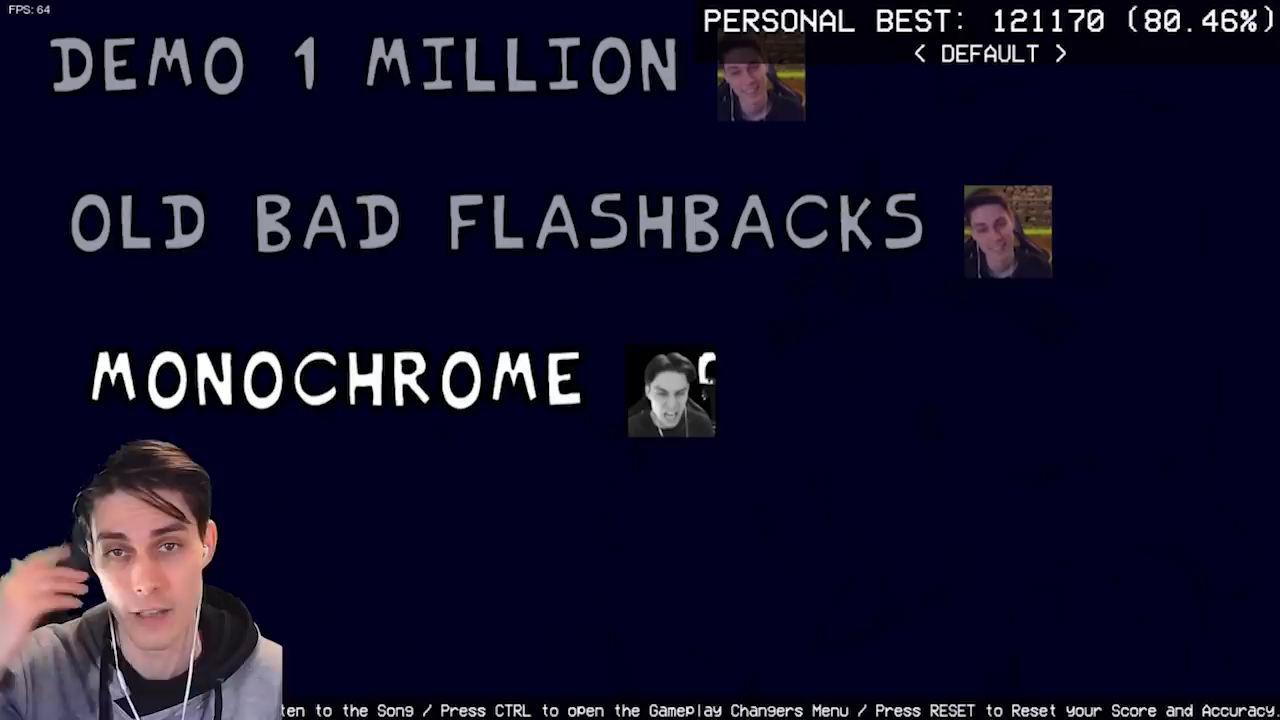 FPS: 64
PERSONAL BEST: 121170 (80.46%)
< DEFAULT >
DEMO 1 MILLION
OLD BAD FLASHBACKS
MONOCHROME
to the Song / Press CTRL to open the Gameplay Changers Menu / Press RESET to Reset your Score and Accuracy